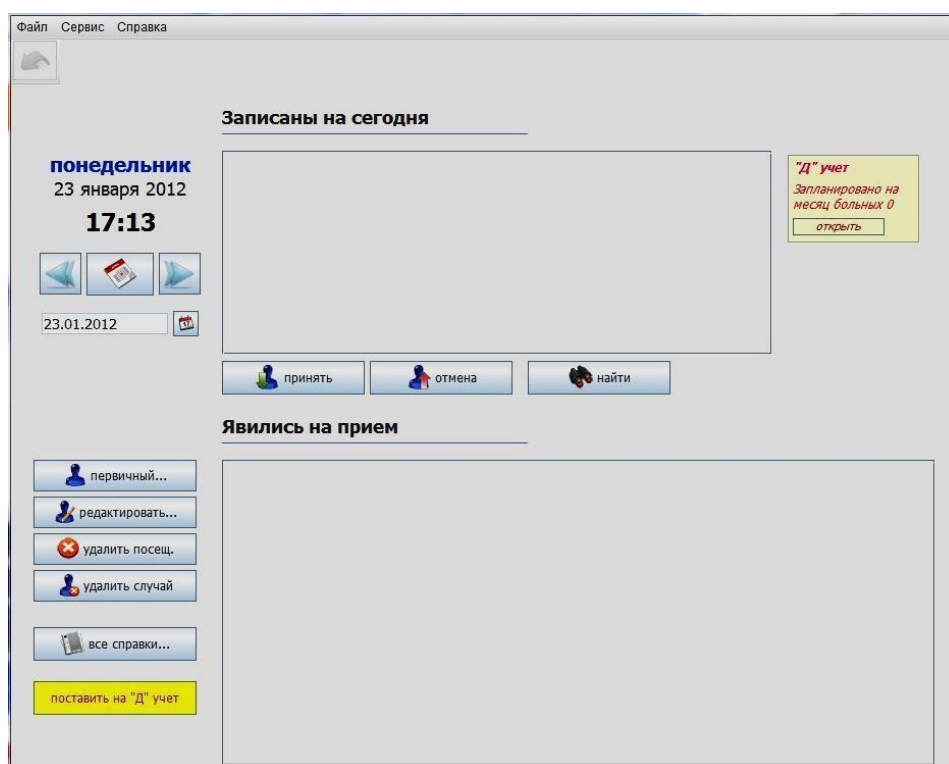 Файл Сервис Справка
Записаны на сегодня
понедельник
23 января 2012
17:13
23.01.2012
"Д" учет
Запланировано на
месяц больных 0
открыть
принять отмена найти
Явились на прием
первичный...
редактировать...
удалить посещ.
удалить случай
все справки...
поставить на "Д" учет